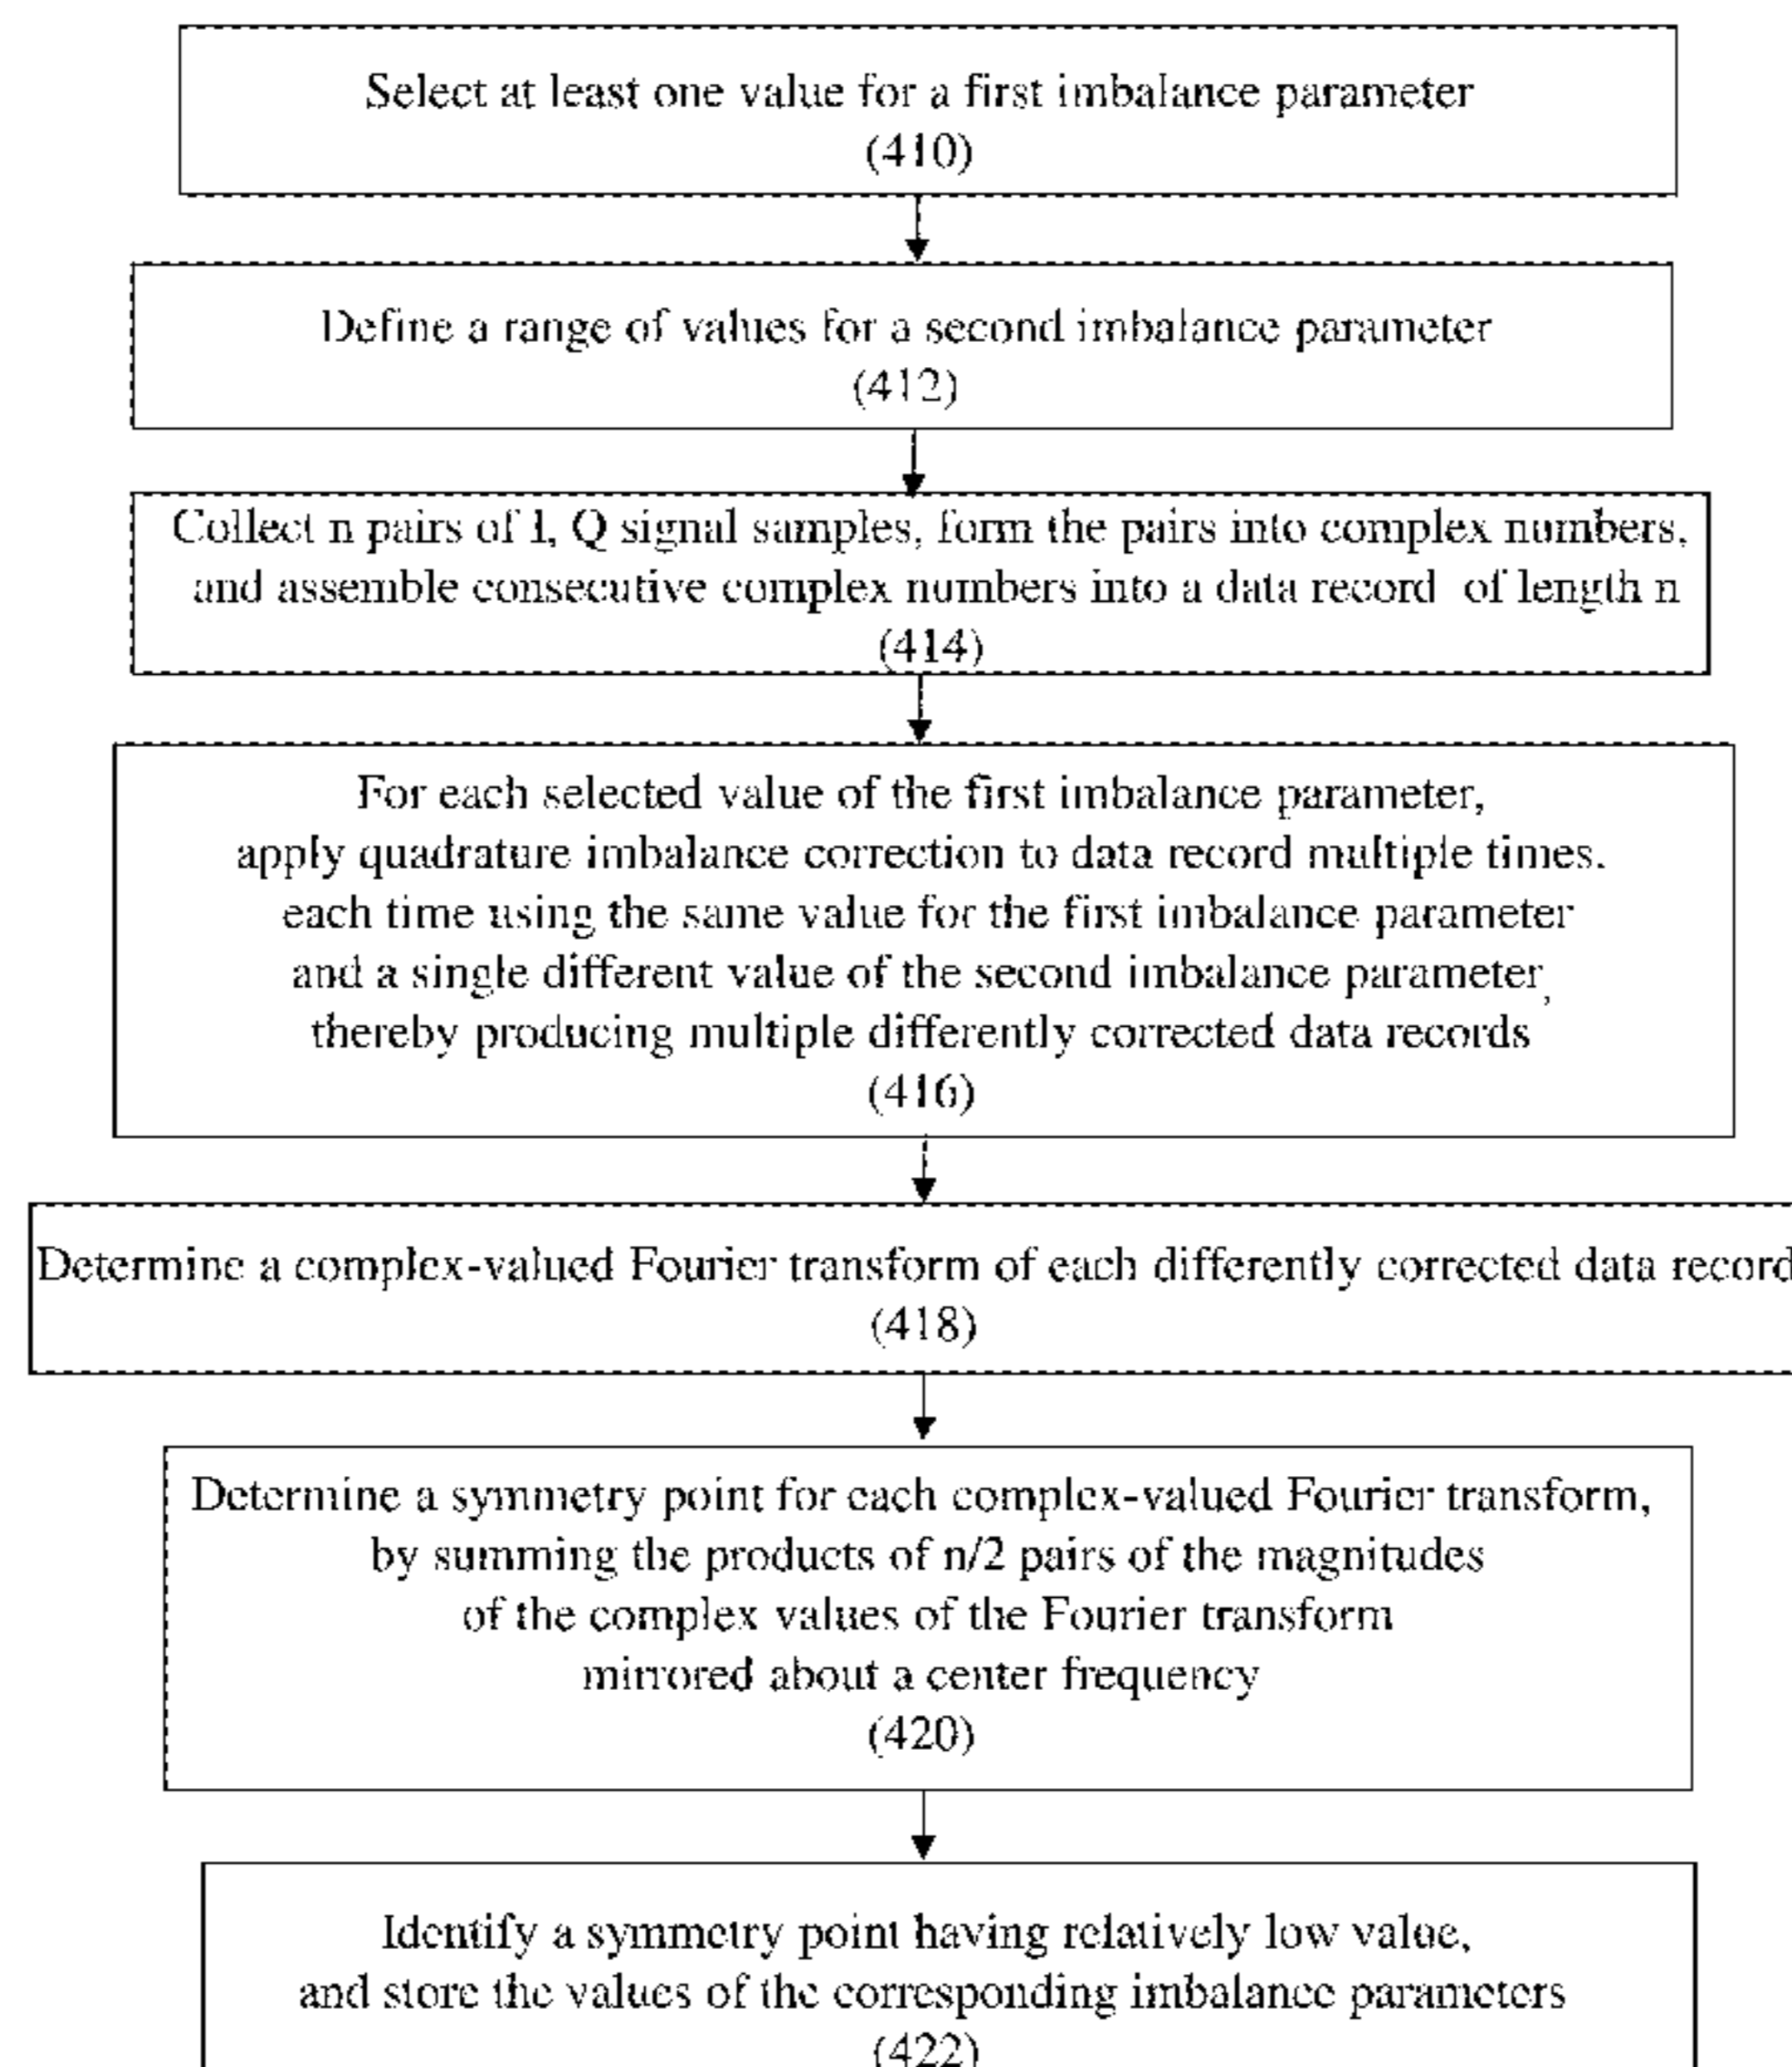 Select at least one value for a first imbalance parameter
(410)
Define a range of values for a second imbalance parameter
(412)
Collect n pairs of I, Q signal samples, form the pairs into complex numbers,
and assemble consecutive complex numbers into a data record of length n
(414)
For each selected value of the first imbalance parameter,
apply quadrature imbalance correction to data record multiple times.
each time using the same value for the first imbalance parameter
and a single different value of the second imbalance parameter,
thereby producing multiple differently corrected data records
(416)
Determine a complex-valued Fourier transform of each differently corrected data record
(418)
Determine a symmetry point for each complex-valued Fourier transform,
by summing the products of n/2 pairs of the magnitudes
of the complex values of the Fourier transform
mirrored about a center frequency
(420)
Identify a symmetry point having relatively low value,
and store the values of the corresponding imbalance parameters
(422)